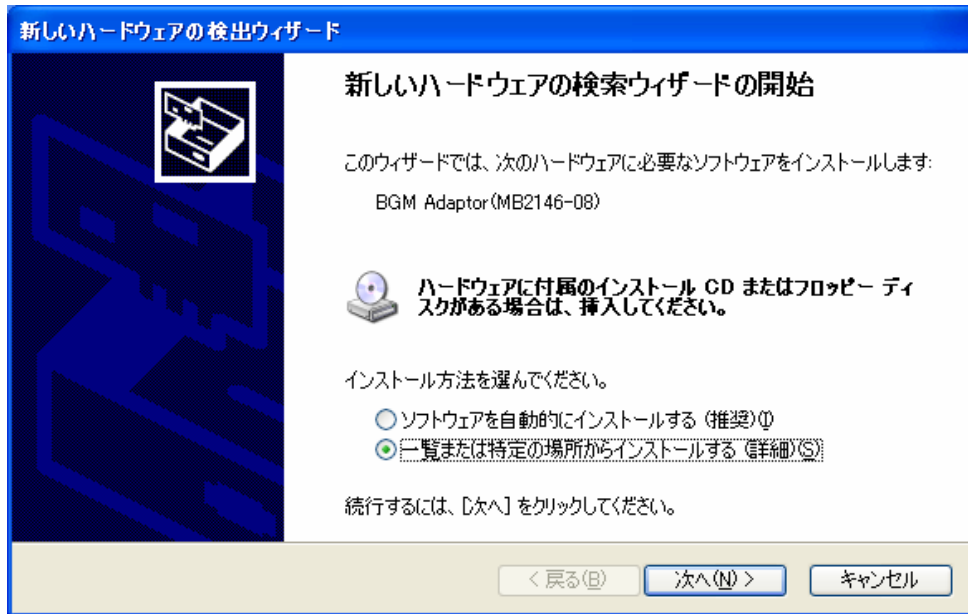 新しいハードウェアの検出ウィザード
新しいハードウェアの検索ウィザードの開始
このウィザードでは、次のハードウェアに必要なソフトウェアをインストールします:
BGM Adaptor(MB2146-08)
ハードウェアに付属のインストール CD またはフロッピー ディ
スクがある場合は、挿入してください。
インストール方法を選んでください。
ソフトウェアを自動的にインストールする (推奨)(I)
一覧または特定の場所からインストールする (詳細)(S)
続行するには、[次へ] をクリックしてください。
< 戻る(B)
次へ(N) >
キャンセル